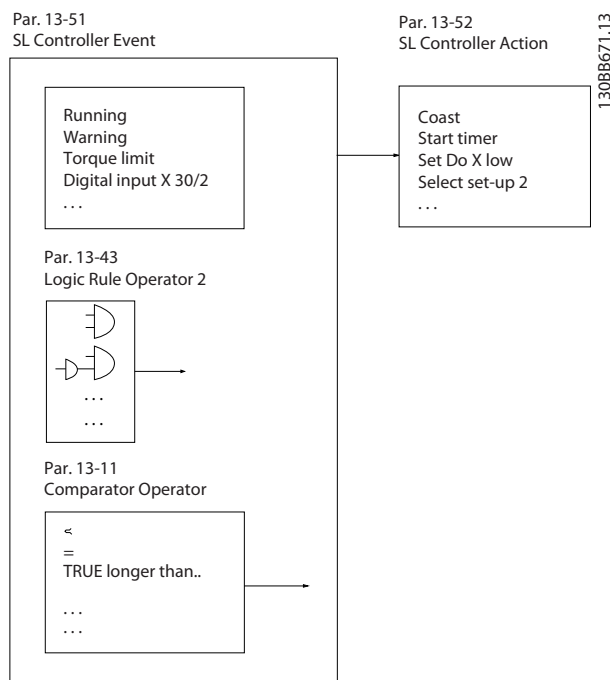 Par. 13-51
SL Controller Event
Par. 13-52
SL Controller Action
130BB671.13
Running
Warning
Torque limit
Digital input X 30/2
. . .
Coast
Start timer
Set Do X low
Select set-up 2
. . .
Par. 13-43
Logic Rule Operator 2
. . .
. . .
Par. 13-11
Comparator Operator
=
TRUE longer than..
. . .
. . .